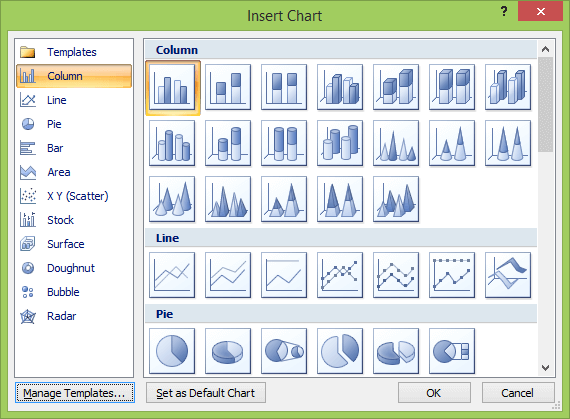 Insert Chart
?
Templates
Column
Line
Pie
Bar
Area
X Y (Scatter)
Stock
Surface
Doughnut
Bubble
Radar
Column
Line
Pie
Manage Templates...
Set as Default Chart
OK
Cancel